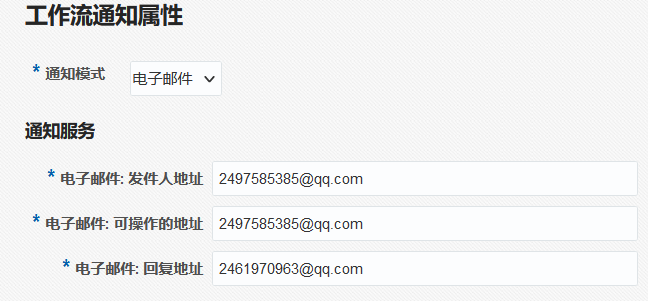 工作流通知属性
* 通知模式 电子邮件
通知服务
* 电子邮件: 发件人地址 2497585385@qq.com
* 电子邮件: 可操作的地址 2497585385@qq.com
* 电子邮件: 回复地址 2461970963@qq.com